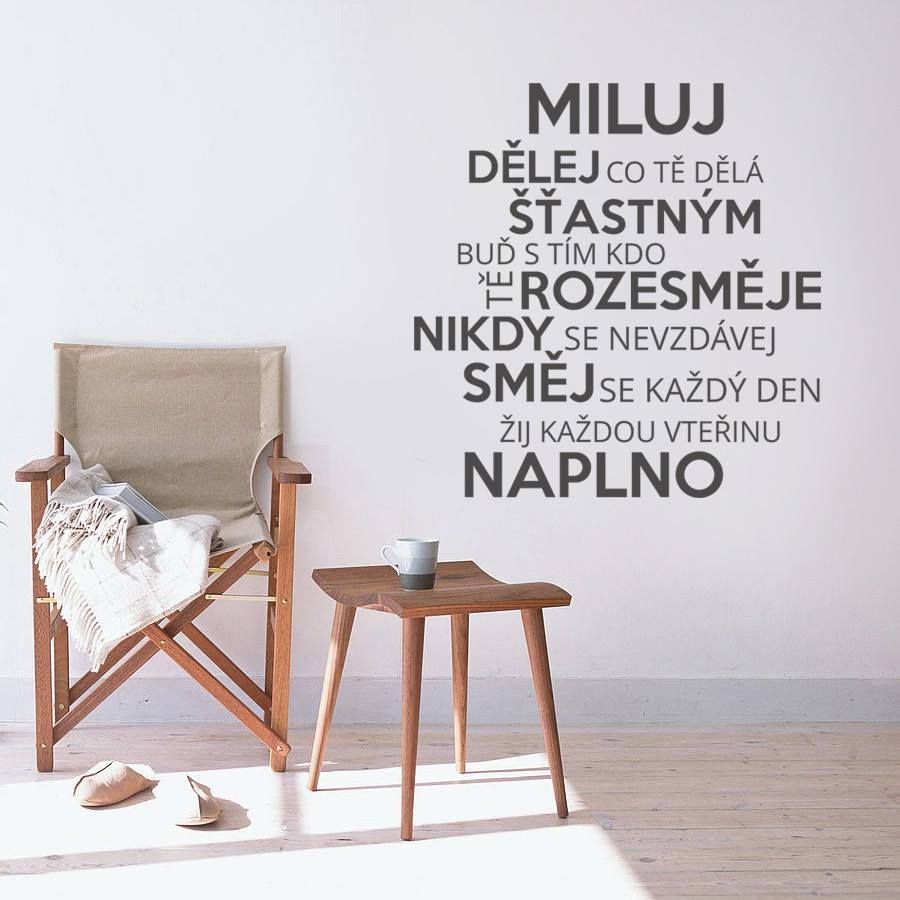 MILUJ
DĚLEJ CO TĚ DĚLÁ
ŠŤASTNÝM
BUĎ S TÍM KDO
TĚ ROZESMĚJE
NIKDY SE NEVZDÁVEJ
SMĚJ SE KAŽDÝ DEN
ŽIJ KAŽDOU VTEŘINU
NAPLNO